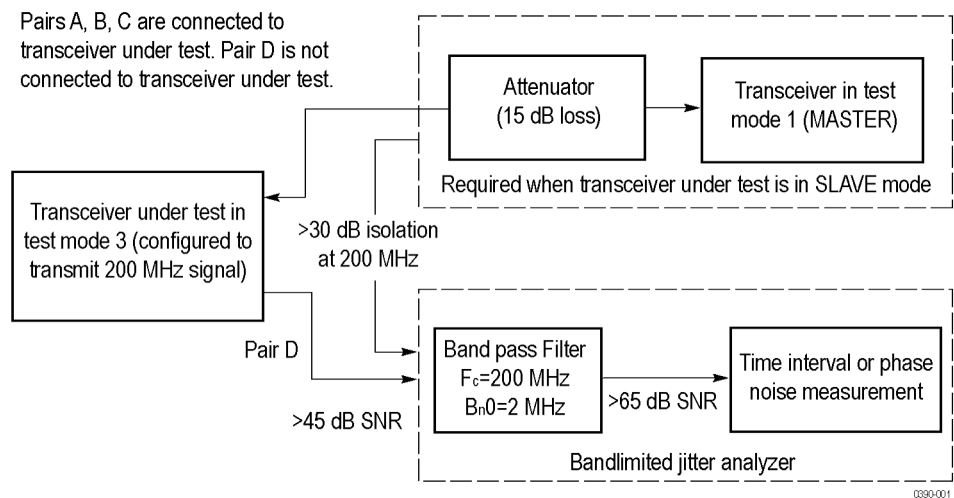 Pairs A, B, C are connected to
transceiver under test. Pair D is not
connected to transceiver under test.
Attenuator
(15 dB loss)
Transceiver in test
mode 1 (MASTER)
Required when transceiver under test is in SLAVE mode
Transceiver under test in
test mode 3 (configured to
transmit 200 MHz signal)
>30 dB isolation
at 200 MHz
Pair D
>45 dB SNR
Band pass Filter
Fc=200 MHz
Bn0=2 MHz
>65 dB SNR
Time interval or phase
noise measurement
Bandlimited jitter analyzer
0390-001